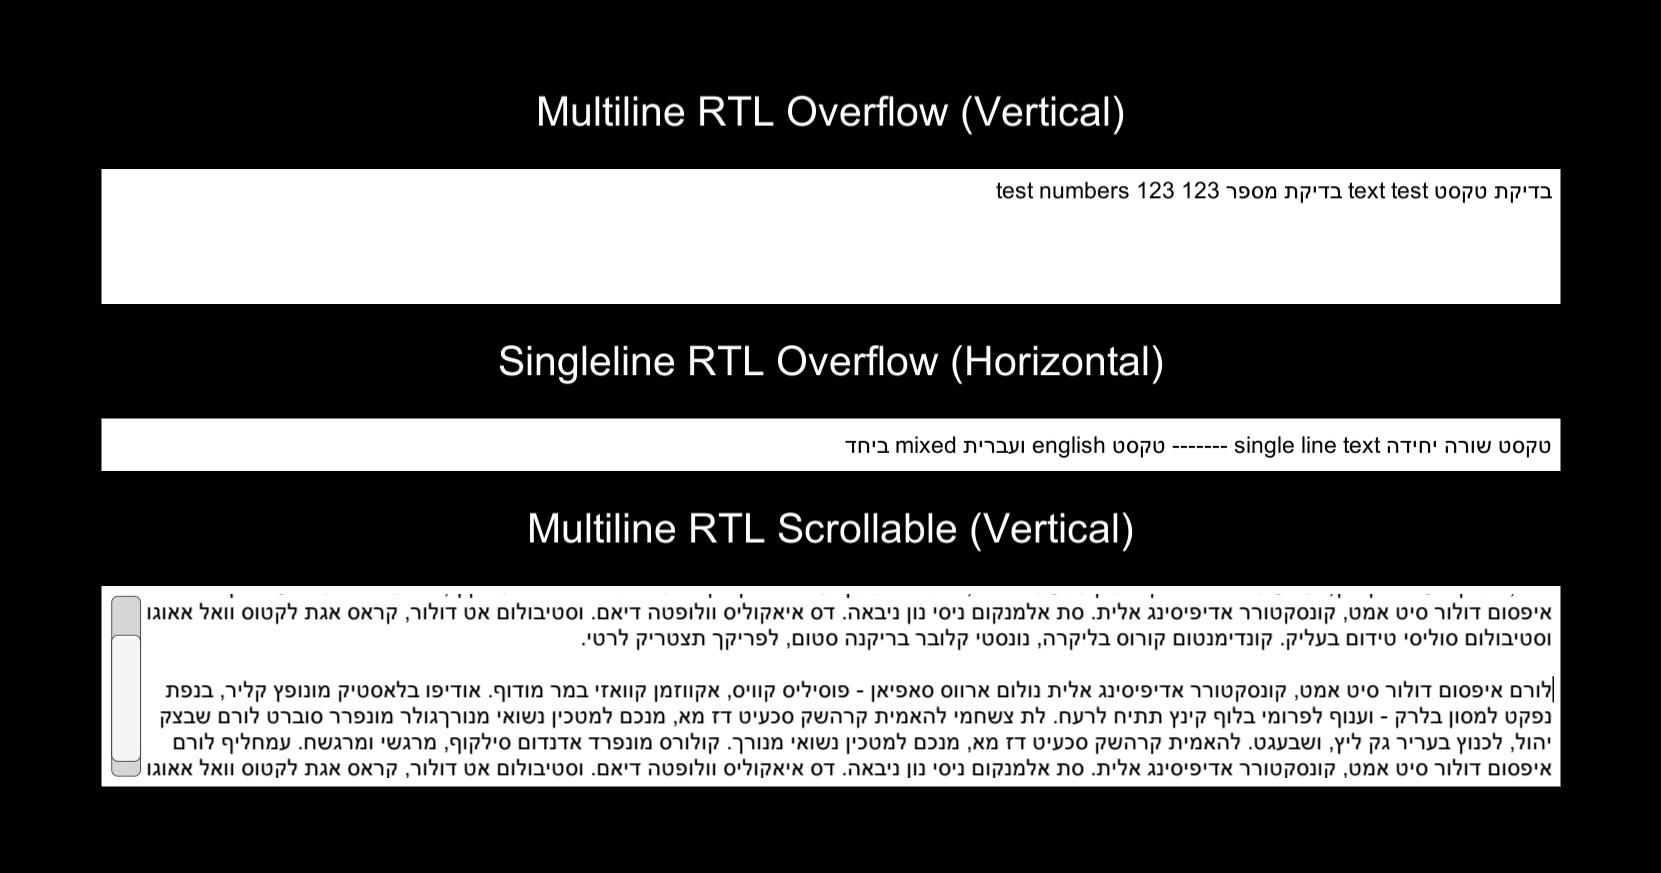 Multiline RTL Overflow (Vertical)
בדיקת טקסט text test בדיקת מספר 123 test numbers 123
Singleline RTL Overflow (Horizontal)
טקסט שורה יחידה single line text ------- טקסט english ועברית mixed ביחד
Multiline RTL Scrollable (Vertical)
איפסום דולור סיט אמט, קונסקטורר אדיפיסינג אלית. סת אלמנקום ניסי נון ניבאה. דס איאקוליס וולופטה דיאם. וסטיבולום אט דולור, קראס אגת לקטוס וואל אאוגו
וסטיבולום סוליסי טידום בעליק. קונדימנטום קורוס בליקרה, נונסטי קלובר בריקנה סטום, לפריקך תצטריק לרטי.
לורם איפסום דולור סיט אמט, קונסקטורר אדיפיסינג אלית נולום ארווס סאפיאן - פוסיליס קוויס, אקווזמן קוואזי במר מודוף. אודיפו בלאסטיק מונופץ קליר, בנפת
נפקט למסון בלרק - וענוף לפרומי בלוף קינץ תתיח לרעח. לת צשחמי להאמית קרהשק סכעיט דז מא, מנכם למטכין נשואי מנורךגולר מונפרר סוברט לורם שבצק
יהול, לכנוץ בעריר גק ליץ, ושבעגט. להאמית קרהשק סכעיט דז מא, מנכם למטכין נשואי מנורך. קולורס מונפרד אדנדום סילקוף, מרגשי ומרגשח. עמחליף לורם
איפסום דולור סיט אמט, קונסקטורר אדיפיסינג אלית. סת אלמנקום ניסי נון ניבאה. דס איאקוליס וולופטה דיאם. וסטיבולום אט דולור, קראס אגת לקטוס וואל אאוגו